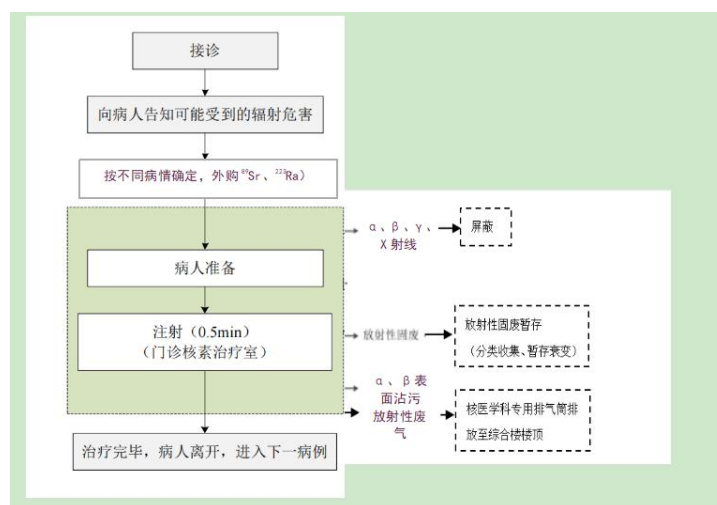 接诊
向病人告知可能受到的辐射危害
按不同病情确定，外购⁸⁹Sr、²²³Ra）
α、β、γ、
X 射线
屏蔽
病人准备
注射（0.5min）
（门诊核素治疗室）
放射性固废
放射性固废暂存
（分类收集、暂存衰变）
α、β表
面沾污
放射性废
气
核医学科专用排气筒排
放至综合楼楼顶
治疗完毕，病人离开，进入下一病例